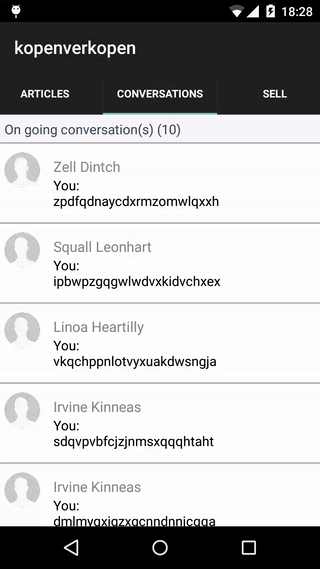 18:28
kopenverkopen
ARTICLES CONVERSATIONS SELL
On going conversation(s) (10)
Zell Dintch
You:
zpdfqdnaycdxrmzomwlqxxh
Squall Leonhart
You:
ipbwpzgqgwlwdvxkidvchxex
Linoa Heartilly
You:
vkqchppnlotvyxuakdwsngja
Irvine Kinneas
You:
sdqvpvbfcjzjnmsxqqqhtaht
Irvine Kinneas
You: